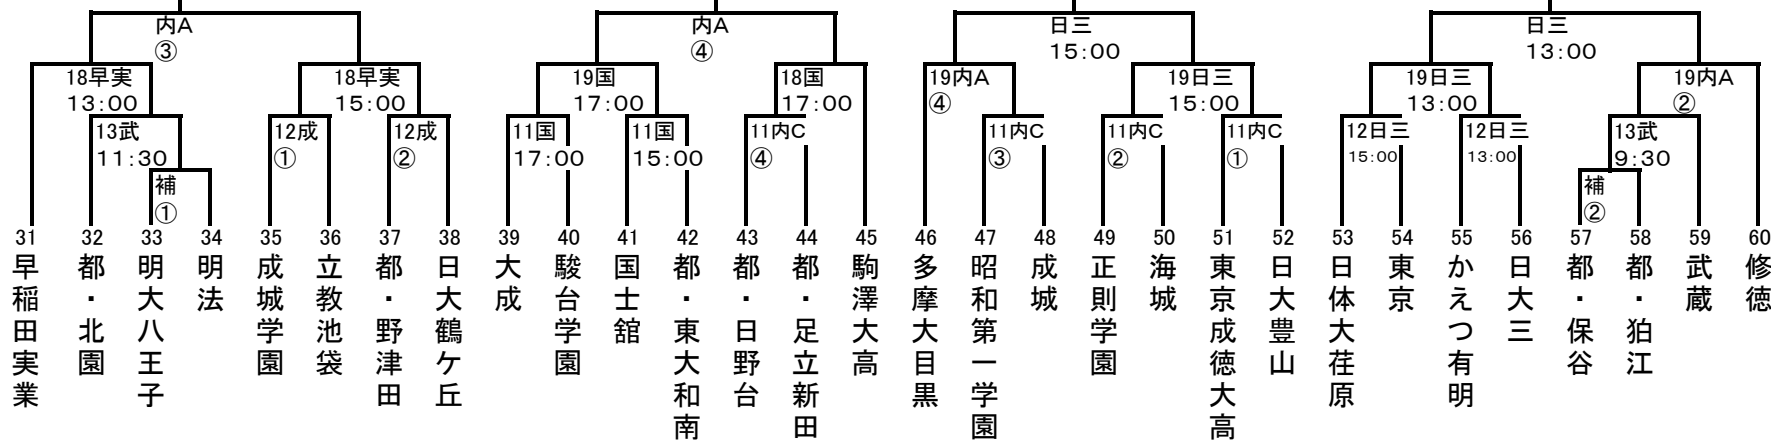 内A
③
内A
④
日三
15:00
日三
13:00
18早実
13:00
18早実
15:00
19国
17:00
18国
17:00
19内A
④
19日三
15:00
19日三
13:00
19内A
②
13武
11:30
12成
①
12成
②
11国
17:00
11国
15:00
11内C
④
11内C
③
11内C
②
11内C
①
12日三
15:00
12日三
13:00
13武
9:30
補
①
補
②
31
早稲田実業
32
都・北園
33
明大八王子
34
明法
35
成城学園
36
立教池袋
37
都・野津田
38
日大鶴ケ丘
39
大成
40
駿台学園
41
国士舘
42
都・東大和南
43
都・日野台
44
都・足立新田
45
駒澤大高
46
多摩大目黒
47
昭和第一学園
48
成城
49
正則学園
50
海城
51
東京成徳大高
52
日大豊山
53
日体大荏原
54
東京
55
かえつ有明
56
日大三
57
都・保谷
58
都・狛江
59
武蔵
60
修徳